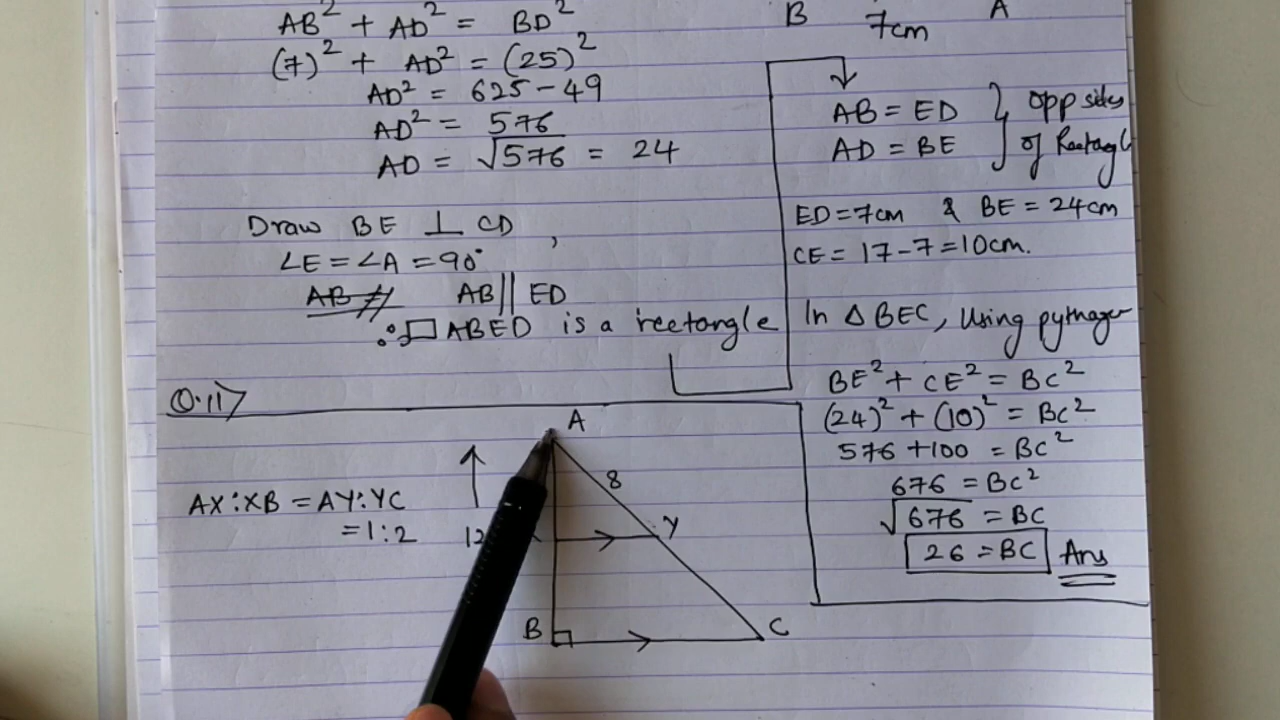 AB² + AD² = BD²
(7)² + AD² = (25)²
AD² = 625 - 49
AD² = 576
AD = √576 = 24
Draw BE ⊥ CD ,
∠E = ∠A = 90°
AB // AB || ED
∴ □ ABED is a rectangle
B 7cm A
AB = ED } opp sides
AD = BE } of Rectangl
ED = 7cm & BE = 24cm
CE = 17 - 7 = 10cm.
In △ BEC, Using pythagor
BE² + CE² = BC²
(24)² + (10)² = BC²
576 + 100 = BC²
676 = BC²
√676 = BC
26 = BC Ans
Q.11)
AX : XB = AY : YC
= 1 : 2
A
8
12
Y
B
C